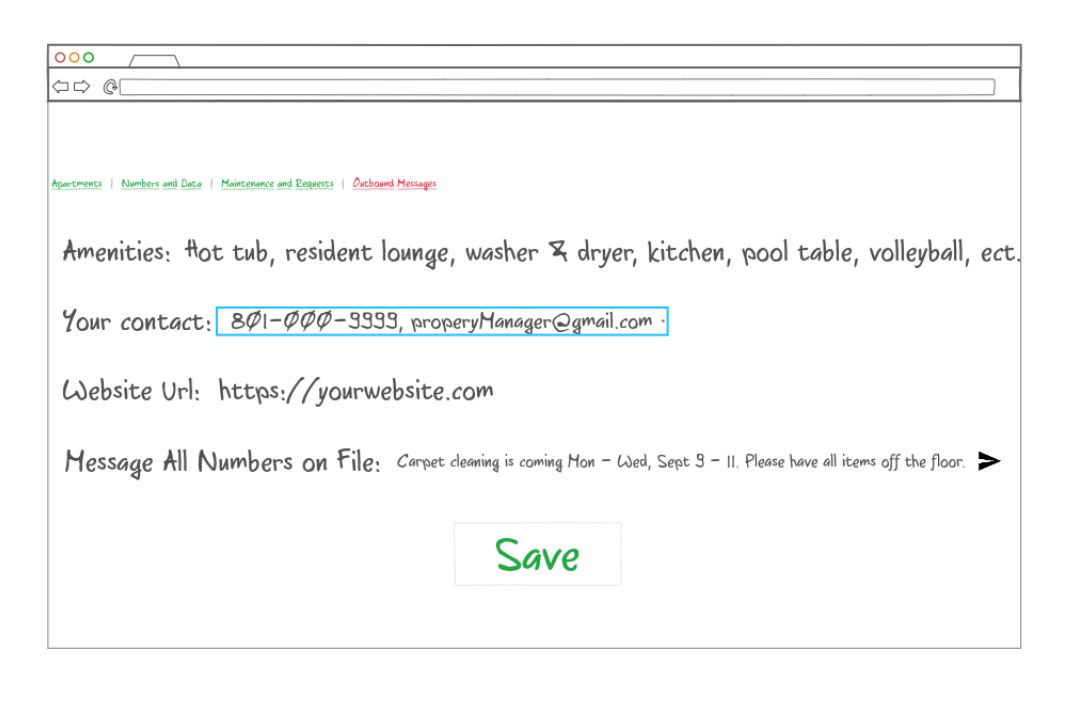 Apartments | Numbers and Data | Maintenance and Requests | Outbound Messages
Amenities: Hot tub, resident lounge, washer & dryer, kitchen, pool table, volleyball, ect.
Your contact: 801-000-9999, properyManager@gmail.com
Website Url: https://yourwebsite.com
Message All Numbers on File: Carpet cleaning is coming Mon - Wed, Sept 9 - 11. Please have all items off the floor.
Save